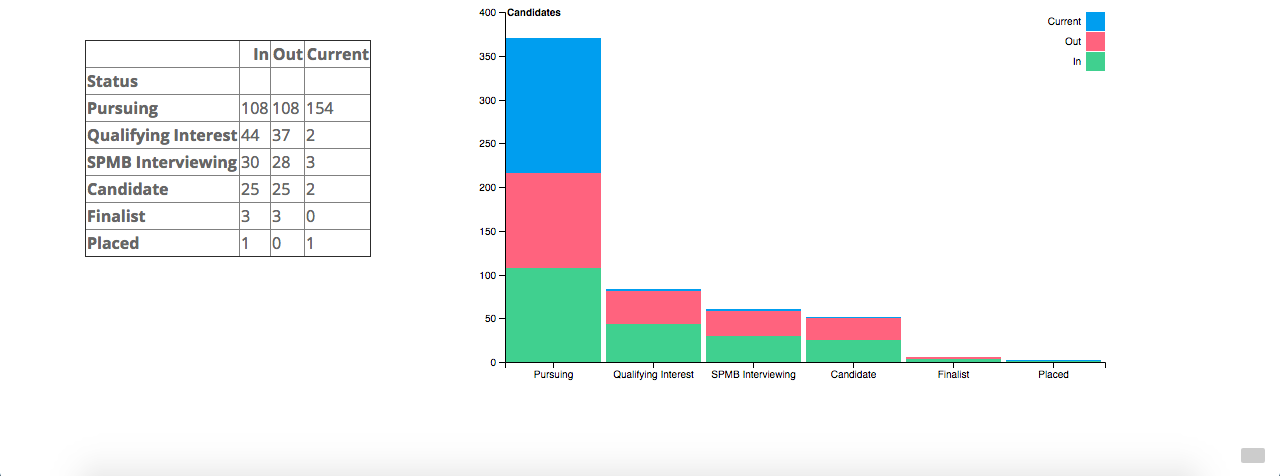 In Out Current
Status
Pursuing 108 108 154
Qualifying Interest 44 37 2
SPMB Interviewing 30 28 3
Candidate 25 25 2
Finalist 3 3 0
Placed 1 0 1
Candidates
400
350
300
250
200
150
100
50
0
Pursuing Qualifying Interest SPMB Interviewing Candidate Finalist Placed
Current
Out
In